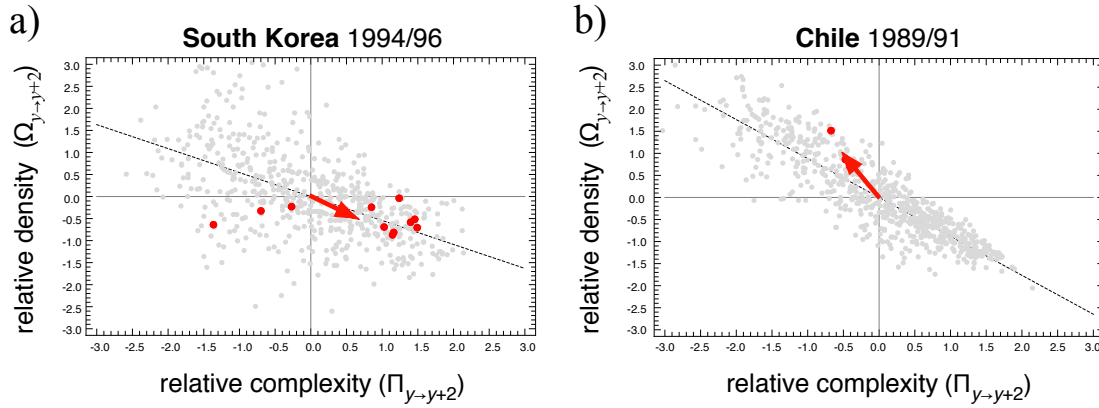 a)
South Korea 1994/96
relative density (Ω y→y+2)
3.0
2.5
2.0
1.5
1.0
0.5
0.0
-0.5
-1.0
-1.5
-2.0
-2.5
-3.0
-3.0 -2.5 -2.0 -1.5 -1.0 -0.5 0.0 0.5 1.0 1.5 2.0 2.5 3.0
relative complexity (Π y→y+2)
b)
Chile 1989/91
relative density (Ω y→y+2)
3.0
2.5
2.0
1.5
1.0
0.5
0.0
-0.5
-1.0
-1.5
-2.0
-2.5
-3.0
-3.0 -2.5 -2.0 -1.5 -1.0 -0.5 0.0 0.5 1.0 1.5 2.0 2.5 3.0
relative complexity (Π y→y+2)